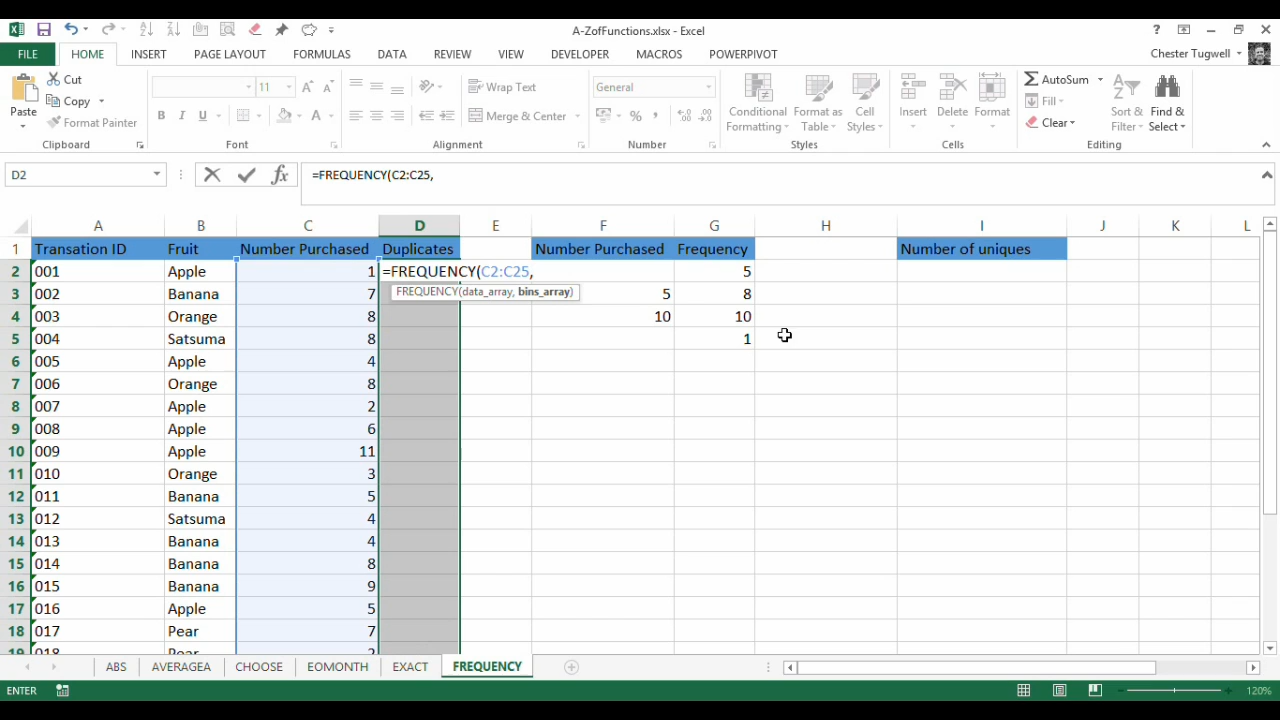 A-ZofFunctions.xlsx - Excel
FILE HOME INSERT PAGE LAYOUT FORMULAS DATA REVIEW VIEW DEVELOPER MACROS POWERPIVOT Chester Tugwell
Paste Cut Copy Format Painter
Clipboard
11
B I U A
Font
Wrap Text
Merge & Center
Alignment
General
%
Number
Conditional Formatting Format as Table Cell Styles
Styles
Insert Delete Format
Cells
AutoSum Fill Clear Sort & Filter Find & Select
Editing
D2 fx =FREQUENCY(C2:C25,
A B C D E F G H I J K L
1 Transation ID Fruit Number Purchased Duplicates Number Purchased Frequency Number of uniques
2 001 Apple 1 =FREQUENCY(C2:C25, 5
FREQUENCY(data_array, bins_array)
3 002 Banana 7 5 8
4 003 Orange 8 10 10
5 004 Satsuma 8 1
6 005 Apple 4
7 006 Orange 8
8 007 Apple 2
9 008 Apple 6
10 009 Apple 11
11 010 Orange 3
12 011 Banana 5
13 012 Satsuma 4
14 013 Banana 4
15 014 Banana 8
16 015 Banana 9
17 016 Apple 5
18 017 Pear 7
19 018 Pear 2
ABS AVERAGEA CHOOSE EOMONTH EXACT FREQUENCY
ENTER 120%